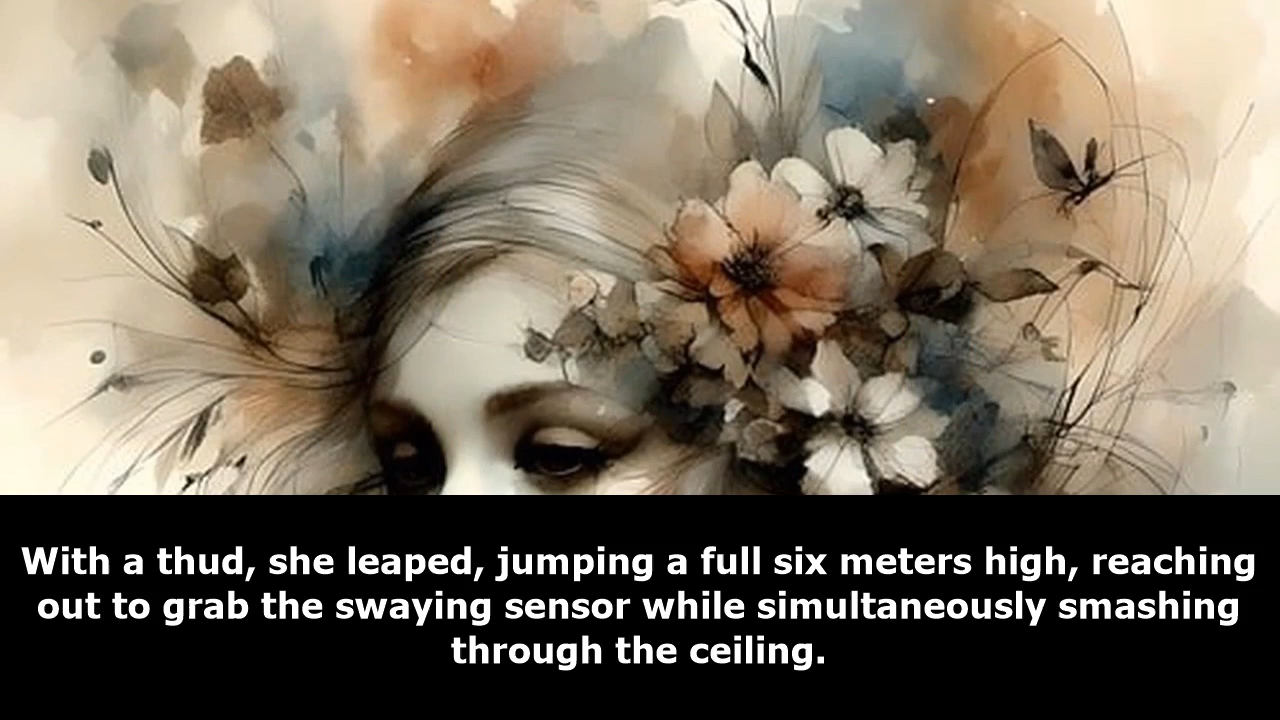 With a thud, she leaped, jumping a full six meters high, reaching
out to grab the swaying sensor while simultaneously smashing
through the ceiling.